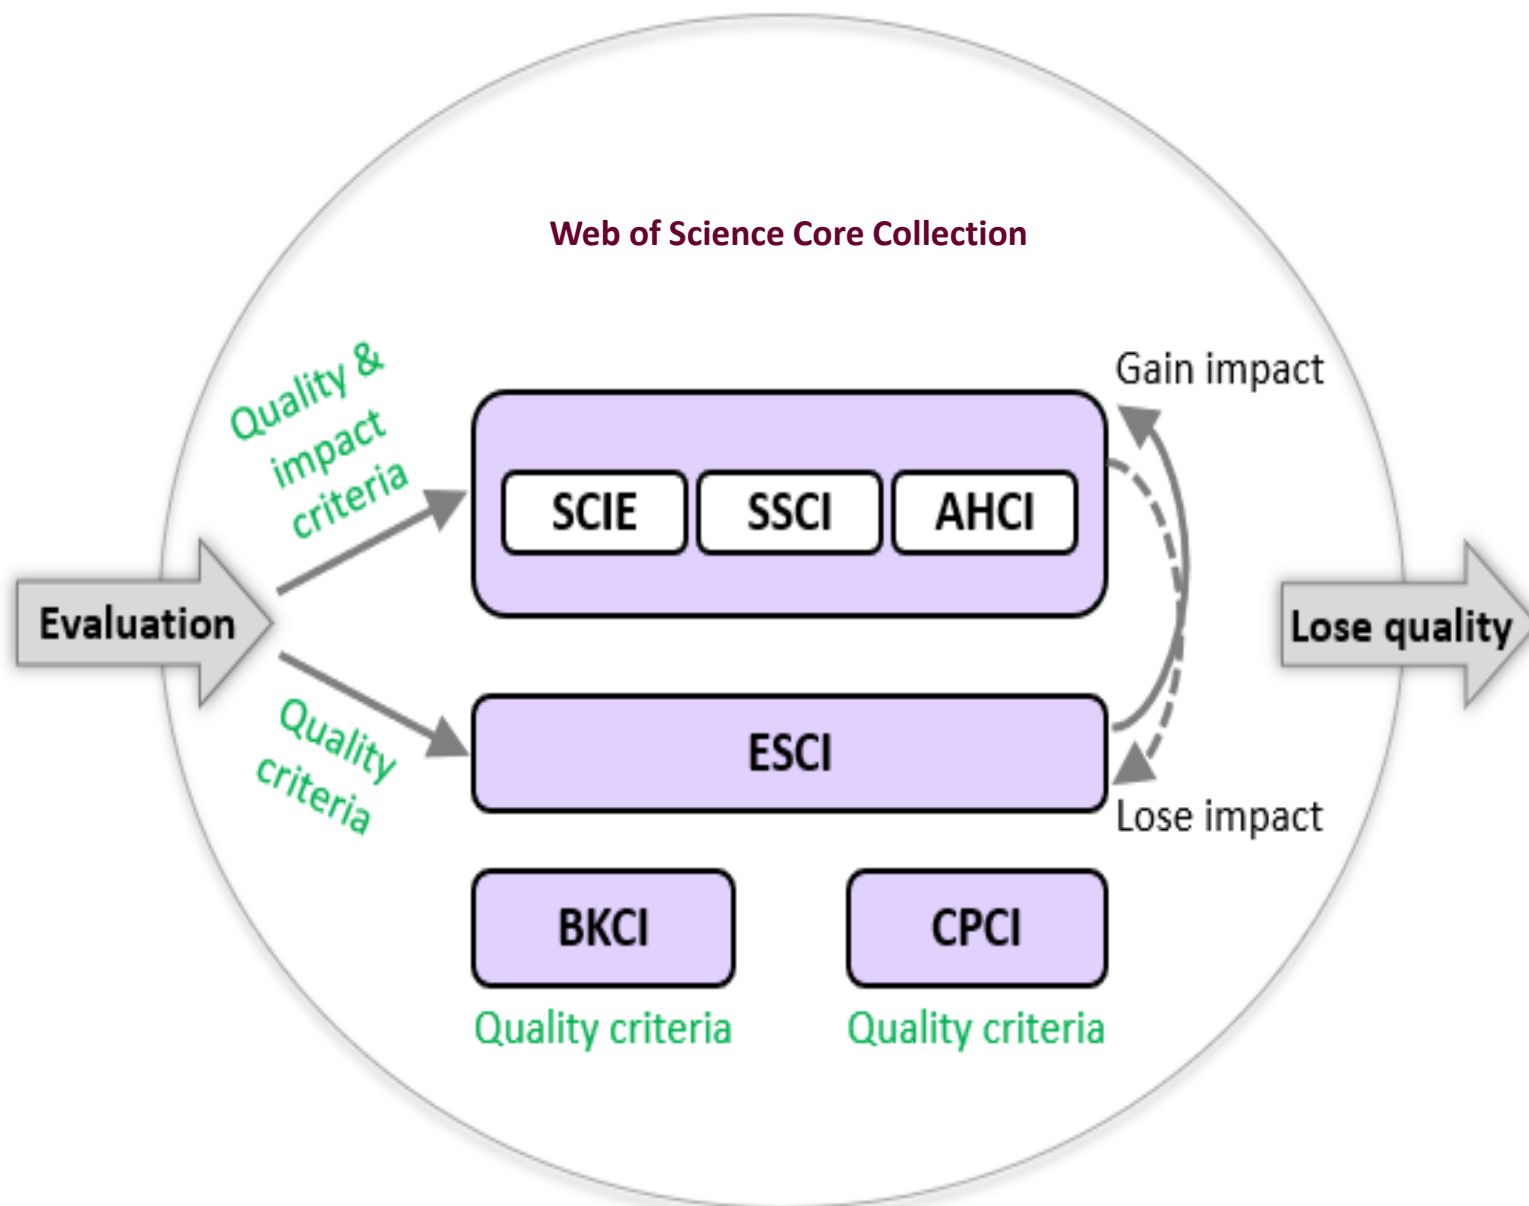 Web of Science Core Collection
Quality &
impact
criteria
Gain impact
SCIE
SSCI
AHCI
Evaluation
Lose quality
Quality
criteria
ESCI
Lose impact
BKCI
CPCI
Quality criteria
Quality criteria